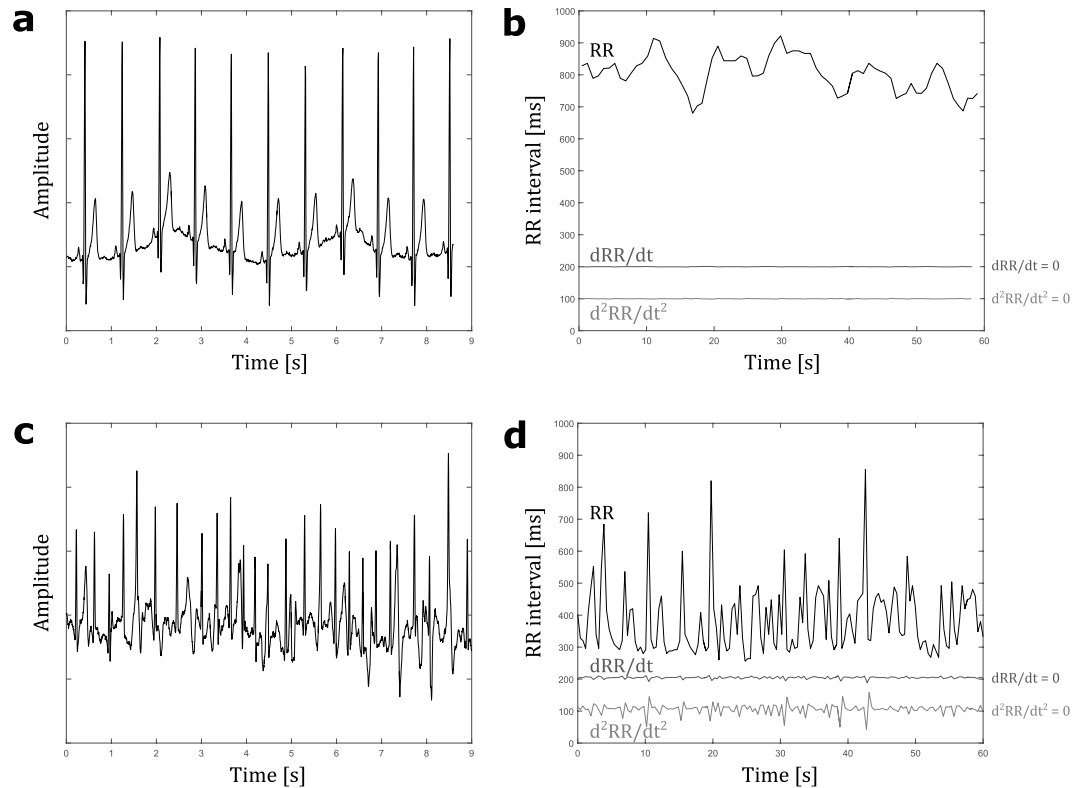 a
Amplitude
0 1 2 3 4 5 6 7 8 9
Time [s]
b
RR interval [ms]
1000
900
800
700
600
500
400
300
200
100
0
RR
dRR/dt
d²RR/dt²
dRR/dt = 0
d²RR/dt² = 0
0 10 20 30 40 50 60
Time [s]
c
Amplitude
0 1 2 3 4 5 6 7 8 9
Time [s]
d
RR interval [ms]
1000
900
800
700
600
500
400
300
200
100
0
RR
dRR/dt
d²RR/dt²
dRR/dt = 0
d²RR/dt² = 0
0 10 20 30 40 50 60
Time [s]